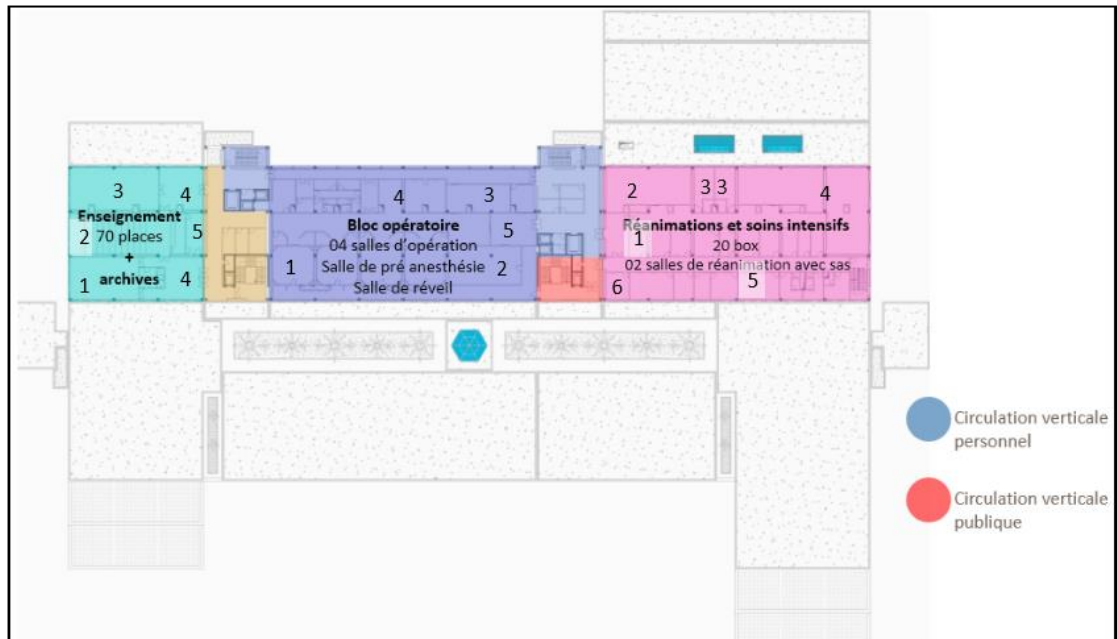 3
4
Enseignement
70 places
2
5
+
archives
1
4
4
3
Bloc opératoire
5
04 salles d'opération
Salle de pré anesthésie
1
2
Salle de réveil
2
3 3
4
Réanimations et soins intensifs
1
20 box
02 salles de réanimation avec sas
6
5
Circulation verticale
personnel
Circulation verticale
publique